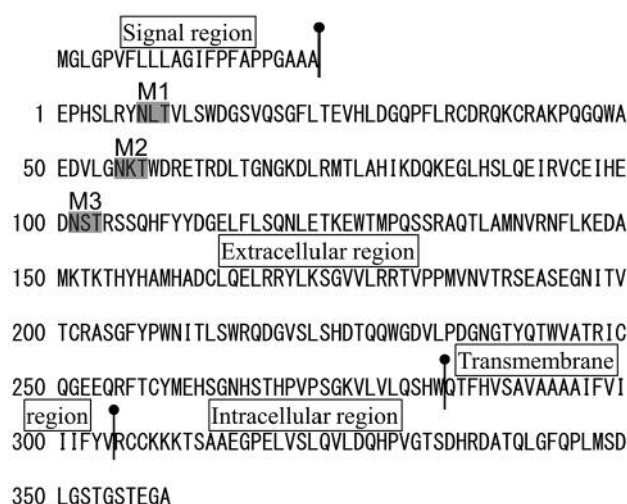 Signal region
MGLGPVFLLLAGIFPFAPPGAAA
M1
1 EPHSLRYNLTVLSWDGSVQSGFLTEVHLDGQPFLRCDRQKCRAKPQGQWA
M2
50 EDVLGNKTWDRETRDLTGNGKDLRMTLAHIKDQKEGLHSLQEIRVCEIHE
M3
100 DNSTRSSQHFYYDGELFLSQNLETKEWTMPQSSRAQTLAMNVRNFLKEDA
Extracellular region
150 MKTKTHYHAMHADCLQELRRYLKSGVVLRRTVPPMVNVTRSEASEGNITV
200 TCRASGFYPWNITLSWRQDGVSLSHDTQQWGDVLPDGNGTYQTWVATRIC
Transmembrane
250 QGEEQRFTCYMEHSGNHSTHPVPSGKVLVLQSHWQTFHVSAVAAAAIFVI
region Intracellular region
300 IIFYVRCCKKKTSAAEGPELVSLQVLDQHPVGTSDHRDATQLGFQPLMSD
350 LGSTGSTEGA